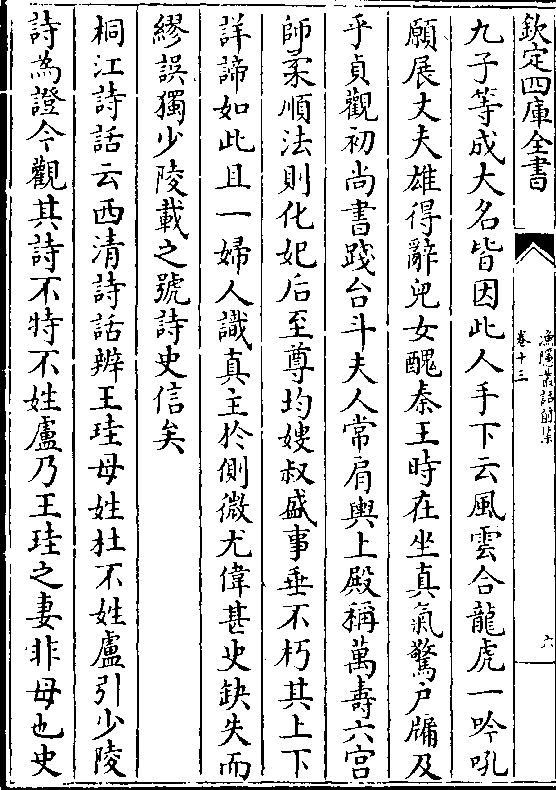 欽定四庫全書
漁隱叢話前集
卷十三
六
九子等成大名皆因此人手下云風雲合龍虎一吟吼
願展丈夫雄得辭兒女醜秦王時在坐真氣驚戶牖及
乎貞觀初尚書踐台斗夫人常肩輿上殿稱萬壽六宫
師柔順法則化妃后至尊均嫂叔盛事垂不朽其上下
詳諦如此且一婦人識真主於側微尤偉甚史缺失而
繆誤獨少陵載之號詩史信矣
桐江詩話云西清詩話辨王珪母姓杜不姓盧引少陵
詩為證今觀其詩不特不姓盧乃王珪之妻非母也史